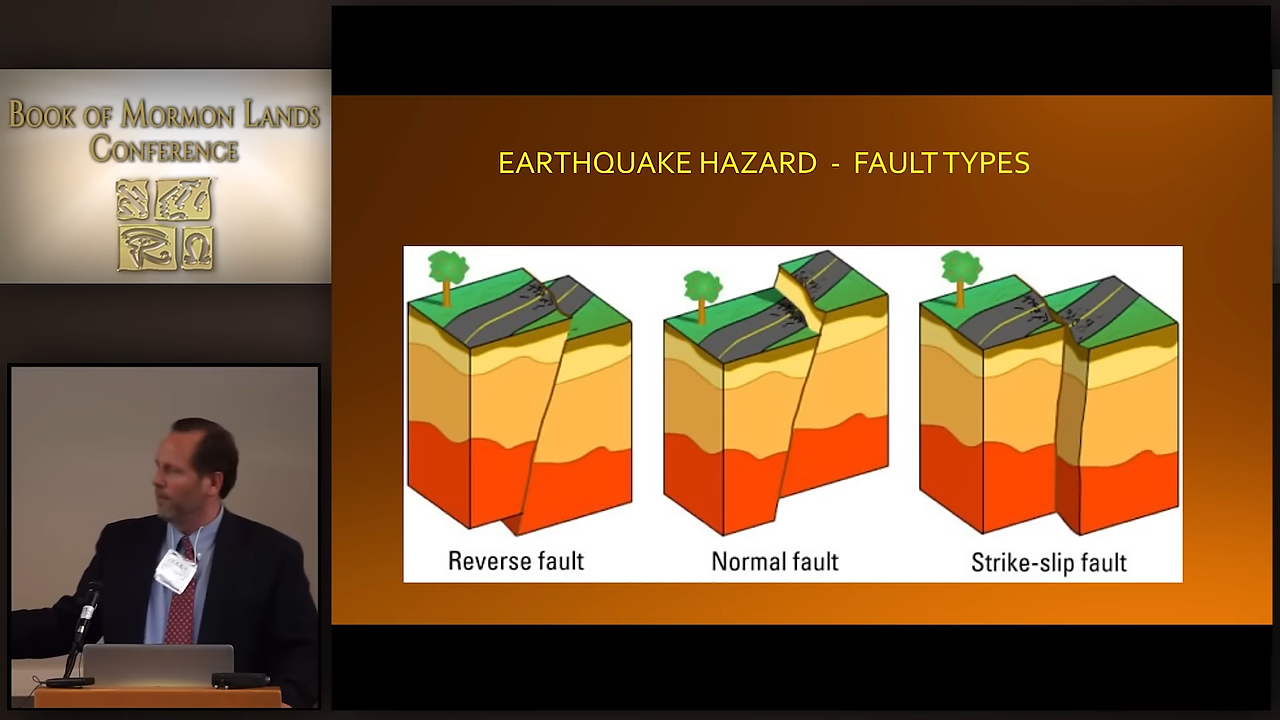 BOOK OF MORMON LANDS
CONFERENCE
EARTHQUAKE HAZARD - FAULT TYPES
Reverse fault
Normal fault
Strike-slip fault